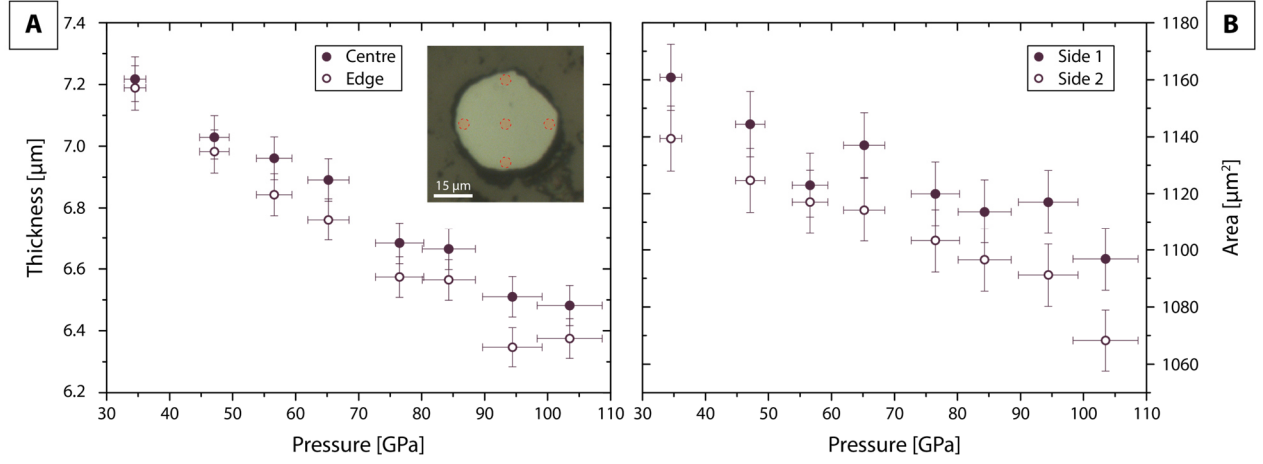 A
7.4
7.2
7.0
6.8
6.6
6.4
6.2
Thickness [µm]
Centre
Edge
15 µm
30 40 50 60 70 80 90 100 110
Pressure [GPa]
B
Side 1
Side 2
1180
1160
1140
1120
1100
1080
1060
Area [µm²]
30 40 50 60 70 80 90 100 110
Pressure [GPa]